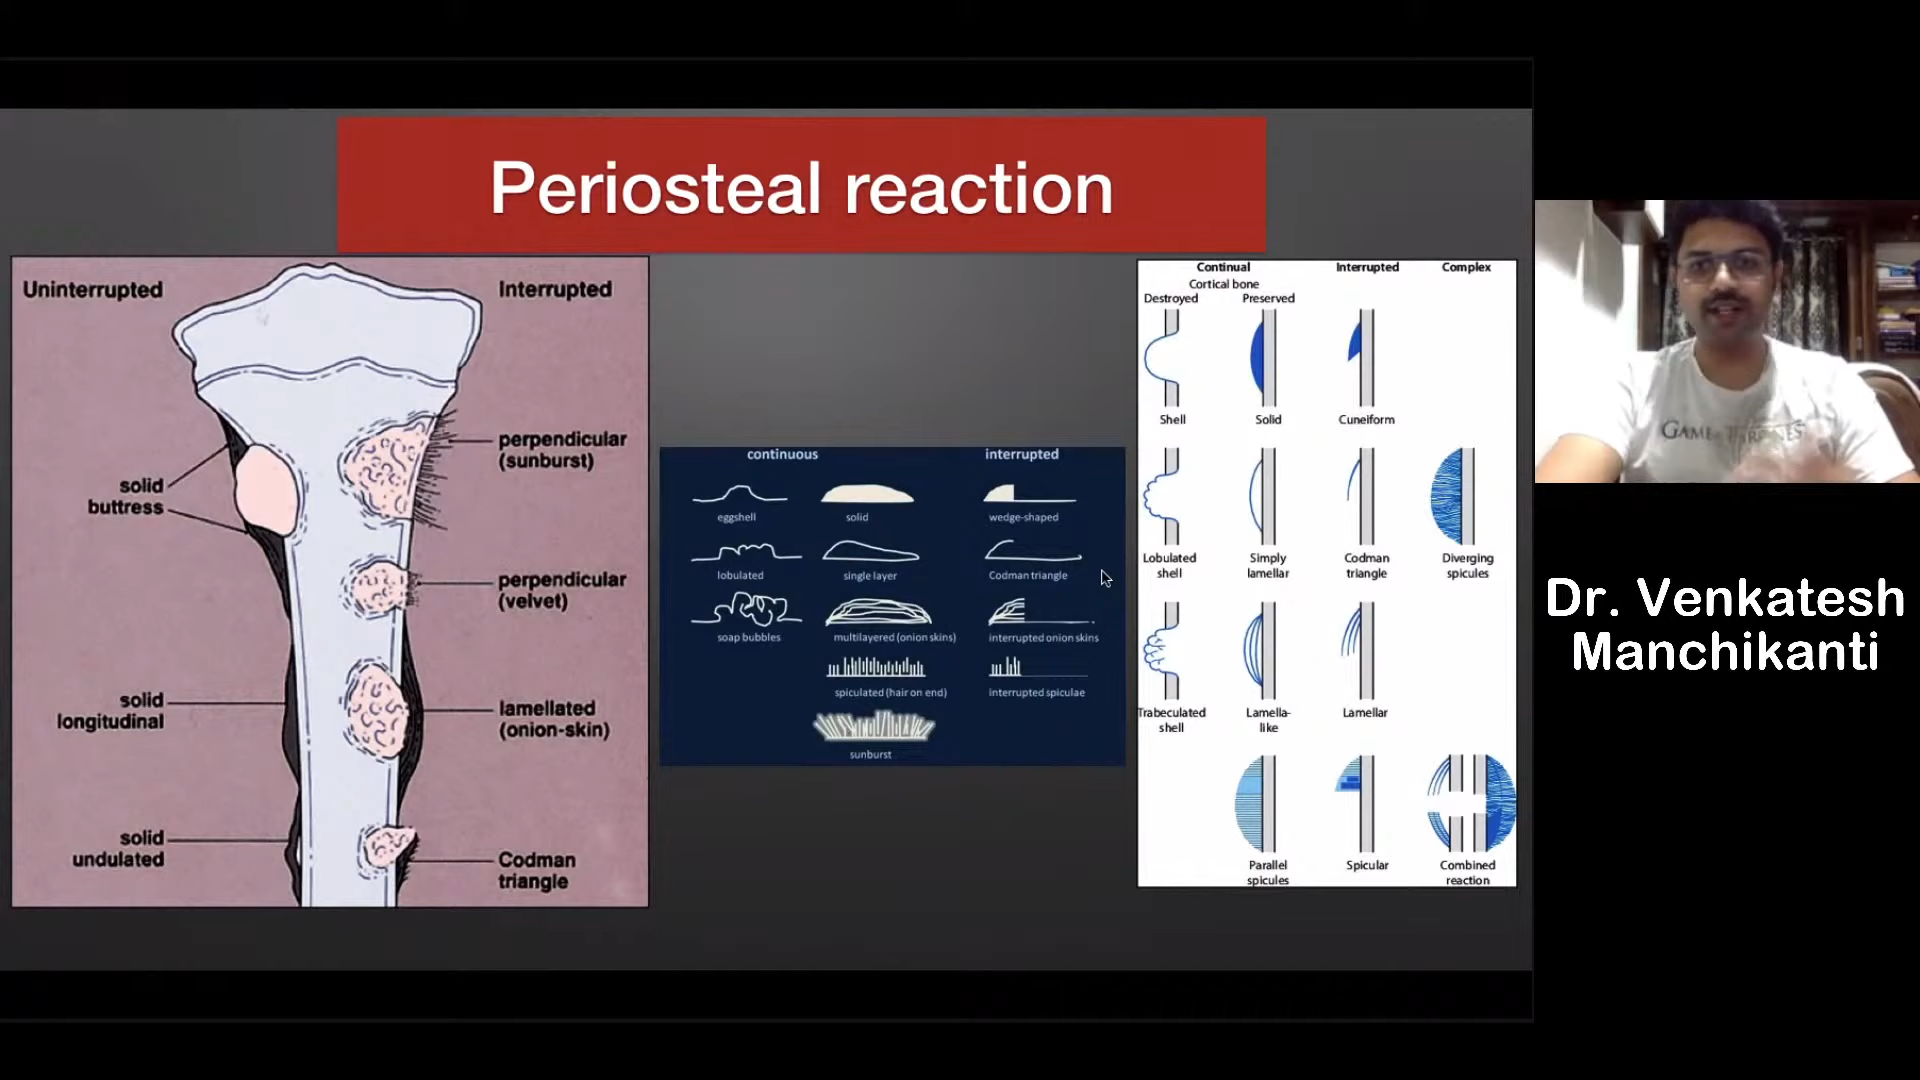 Periosteal reaction
Uninterrupted
Interrupted
solid
buttress
solid
longitudinal
solid
undulated
perpendicular
(sunburst)
perpendicular
(velvet)
lamellated
(onion-skin)
Codman
triangle
continuous
interrupted
eggshell
solid
wedge-shaped
lobulated
single layer
Codman triangle
soap bubbles
multilayered (onion skins)
interrupted onion skins
spiculated (hair on end)
interrupted spiculae
sunburst
Continual
Interrupted
Complex
Cortical bone
Destroyed
Preserved
Shell
Solid
Cuneiform
Lobulated
shell
Simply
lamellar
Codman
triangle
Diverging
spicules
Trabeculated
shell
Lamella-
like
Lamellar
Parallel
spicules
Spicular
Combined
reaction
GAME OF THRONES
Dr. Venkatesh
Manchikanti